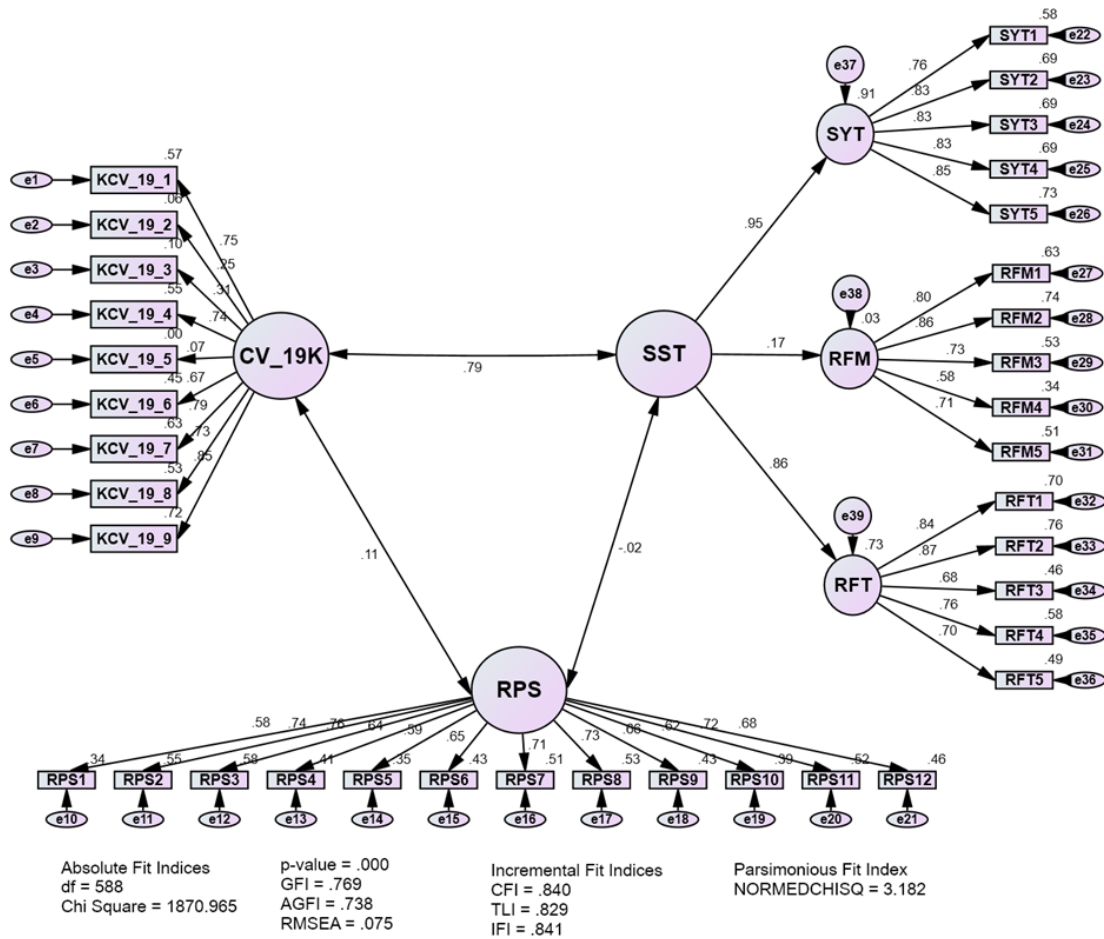 .58
SYT1
e22
e37
.76
.69
SYT2
e23
.91
.83
.69
SYT
.83
SYT3
e24
.83
.69
SYT4
e25
.85
.73
SYT5
e26
.57
e1
KCV_19_1
e2
KCV_19_2
.75
.95
.10
.25
e3
KCV_19_3
.31
.63
RFM1
e27
.55
.74
e4
KCV_19_4
e38
.80
.74
RFM2
e28
.00
.03
.86
e5
KCV_19_5
.07
CV_19K
.79
SST
.17
RFM
.73
.53
RFM3
e29
.45
.67
.58
.34
e6
KCV_19_6
.79
.71
RFM4
e30
.63
.73
.51
e7
KCV_19_7
.85
RFM5
e31
.53
.86
e8
KCV_19_8
.70
.72
RFT1
e32
e9
KCV_19_9
e39
.84
.76
.73
.87
RFT2
e33
.11
-.02
RFT
.68
.46
RFT3
e34
.76
.58
RFT4
e35
.70
.49
RFT5
e36
RPS
.58
.74
.76
.64
.59
.65
.71
.73
.66
.62
.72
.68
.34
.55
.58
.41
.35
.43
.51
.53
.43
.39
.52
.46
RPS1
RPS2
RPS3
RPS4
RPS5
RPS6
RPS7
RPS8
RPS9
RPS10
RPS11
RPS12
e10
e11
e12
e13
e14
e15
e16
e17
e18
e19
e20
e21
Absolute Fit Indices
df = 588
Chi Square = 1870.965
p-value = .000
GFI = .769
AGFI = .738
RMSEA = .075
Incremental Fit Indices
CFI = .840
TLI = .829
IFI = .841
Parsimonious Fit Index
NORMEDCHISQ = 3.182